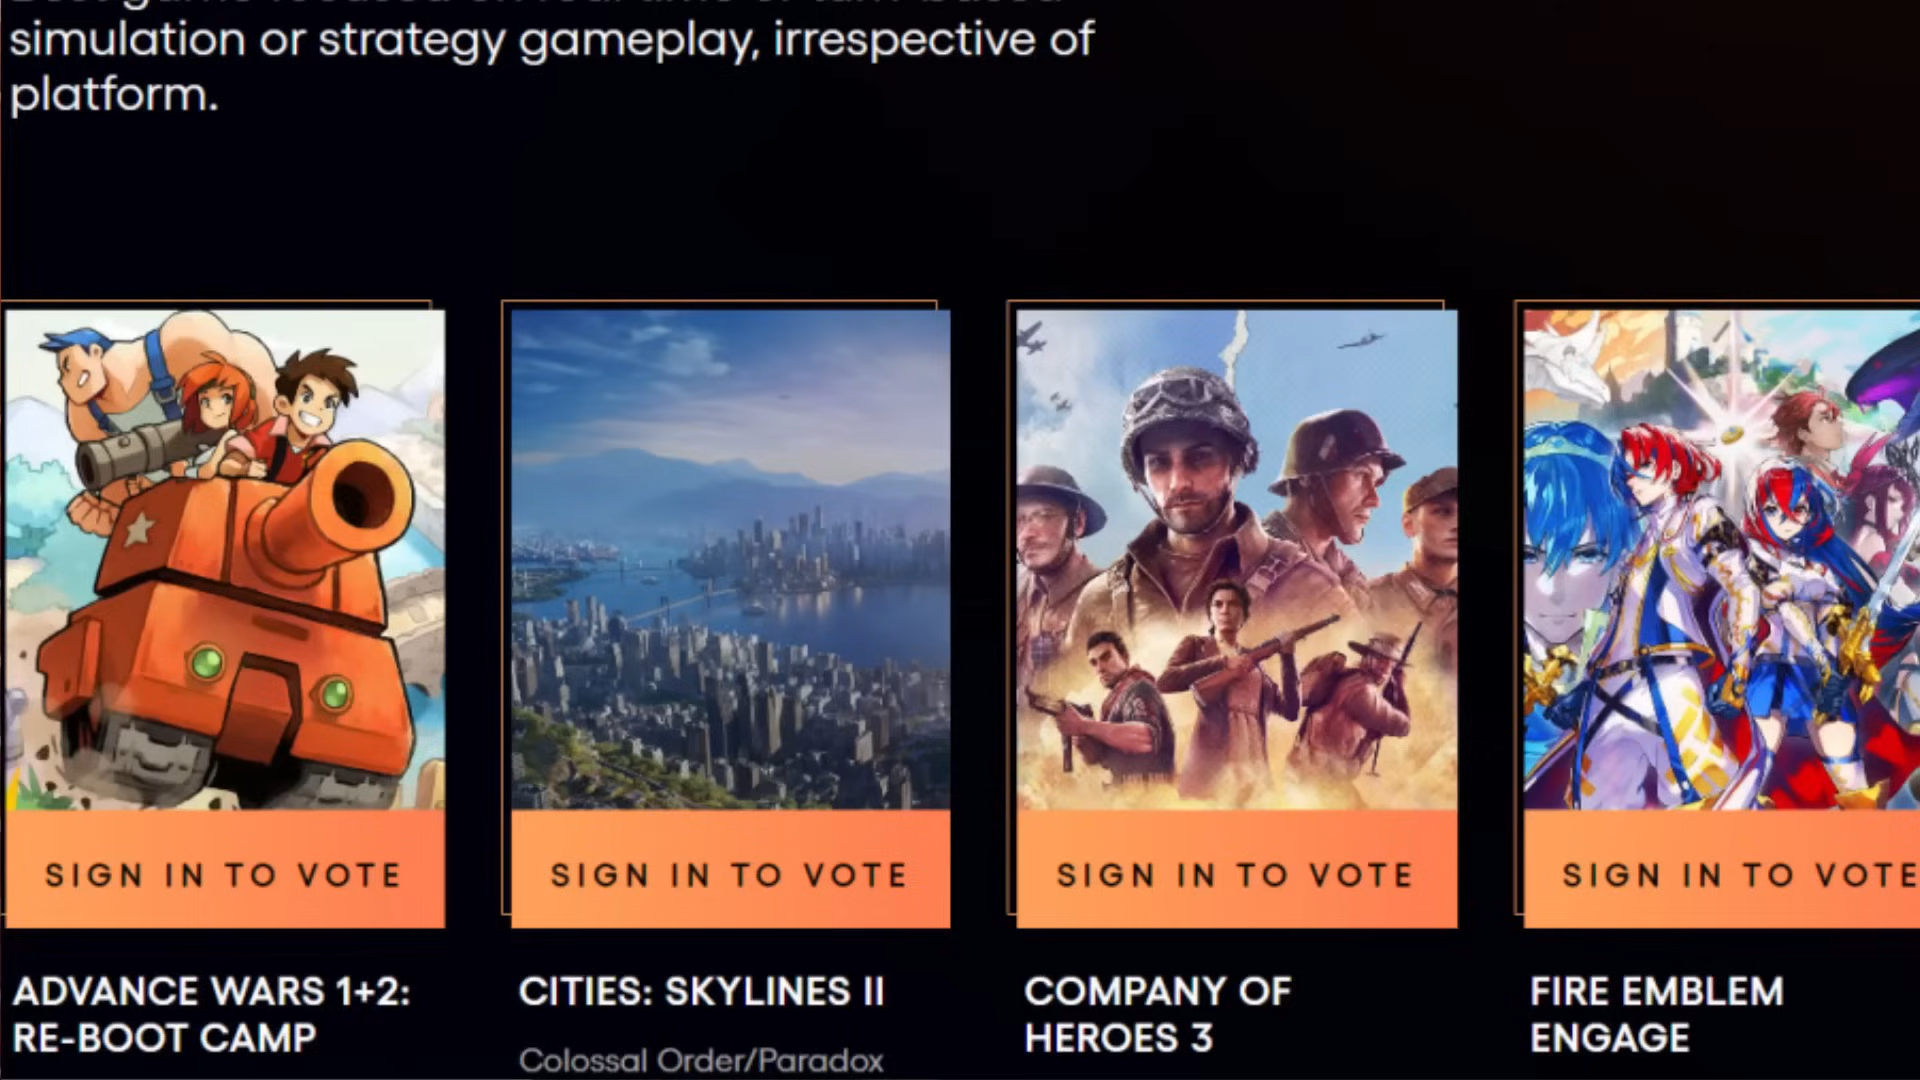 simulation or strategy gameplay, irrespective of
platform.
SIGN IN TO VOTE
SIGN IN TO VOTE
SIGN IN TO VOTE
SIGN IN TO VOTE
ADVANCE WARS 1+2:
RE-BOOT CAMP
CITIES: SKYLINES II
Colossal Order/Paradox
COMPANY OF
HEROES 3
FIRE EMBLEM
ENGAGE